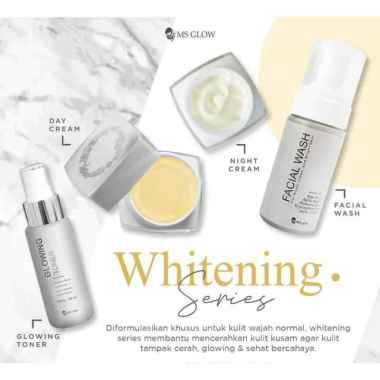 MS GLOW
DAY
CREAM
NIGHT
CREAM
FACIAL WASH
FACIAL
WASH
GLOWING
TONER
GLOWING
TONER
Whitening
Series
Diformulasikan khusus untuk kulit wajah normal, whitening
series membantu mencerahkan kulit kusam agar kulit
tampak cerah, glowing & sehat bercahaya.